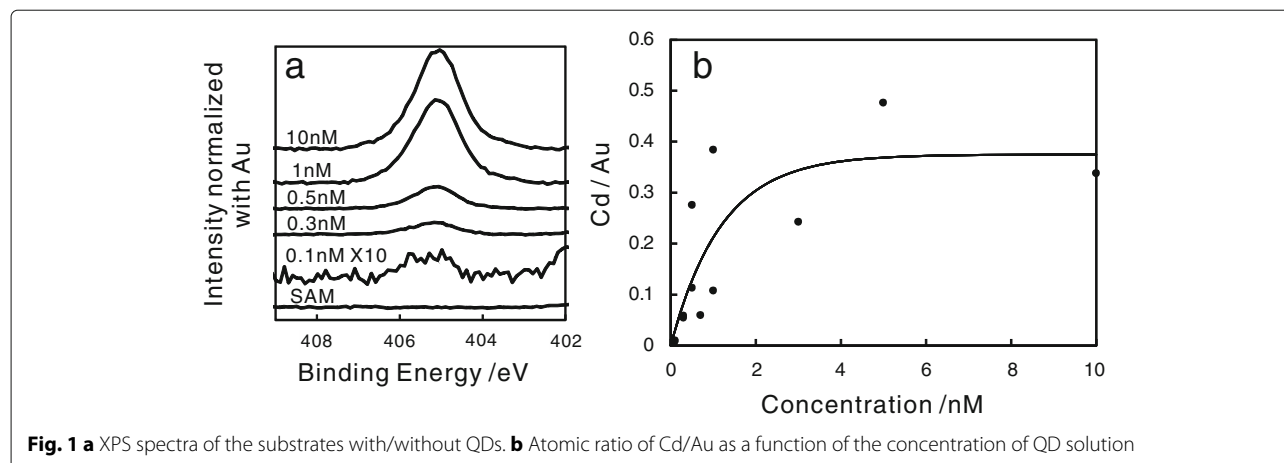 a
10nM
1nM
0.5nM
0.3nM
0.1nM X10
SAM
408
406
404
402
Binding Energy /eV
Intensity normalized
with Au
b
0.6
0.5
0.4
0.3
0.2
0.1
0
0
2
4
6
8
10
Concentration /nM
Cd / Au
Fig. 1 a XPS spectra of the substrates with/without QDs. b Atomic ratio of Cd/Au as a function of the concentration of QD solution